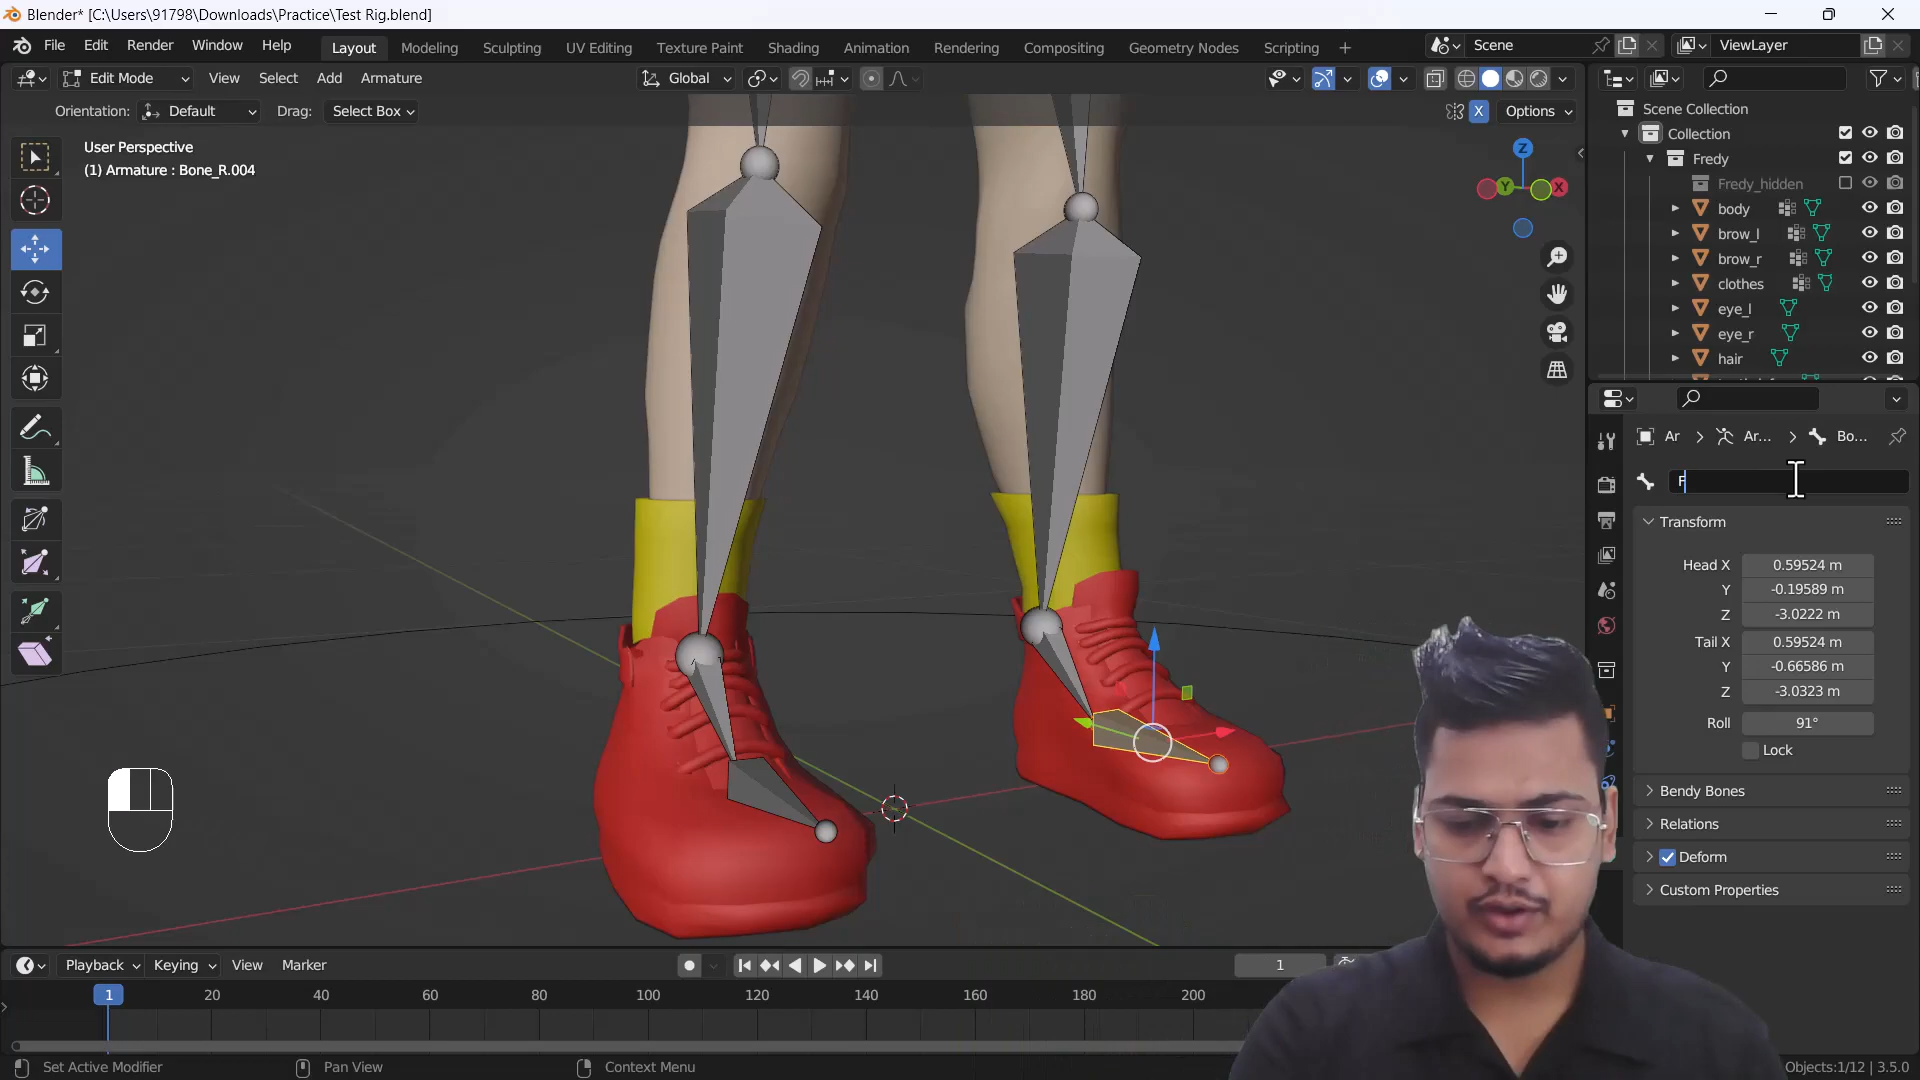 Blender* [C:\Users\91798\Downloads\Practice\Test Rig.blend]
File Edit Render Window Help Layout Modeling Sculpting UV Editing Texture Paint Shading Animation Rendering Compositing Geometry Nodes Scripting + Scene ViewLayer
Edit Mode View Select Add Armature Global
Orientation: Default Drag: Select Box X Options
User Perspective
(1) Armature : Bone_R.004
Z
Y X
Scene Collection
Collection
Fredy
Fredy_hidden
body
brow_l
brow_r
clothes
eye_l
eye_r
hair
Ar > Ar... > Bo...
F
Transform
Head X 0.59524 m
Y -0.19589 m
Z -3.0222 m
Tail X 0.59524 m
Y -0.66586 m
Z -3.0323 m
Roll 91°
Lock
Bendy Bones
Relations
Deform
Custom Properties
Playback Keying View Marker 1
1 20 40 60 80 100 120 140 160 180 200
Set Active Modifier Pan View Context Menu Objects:1/12 | 3.5.0